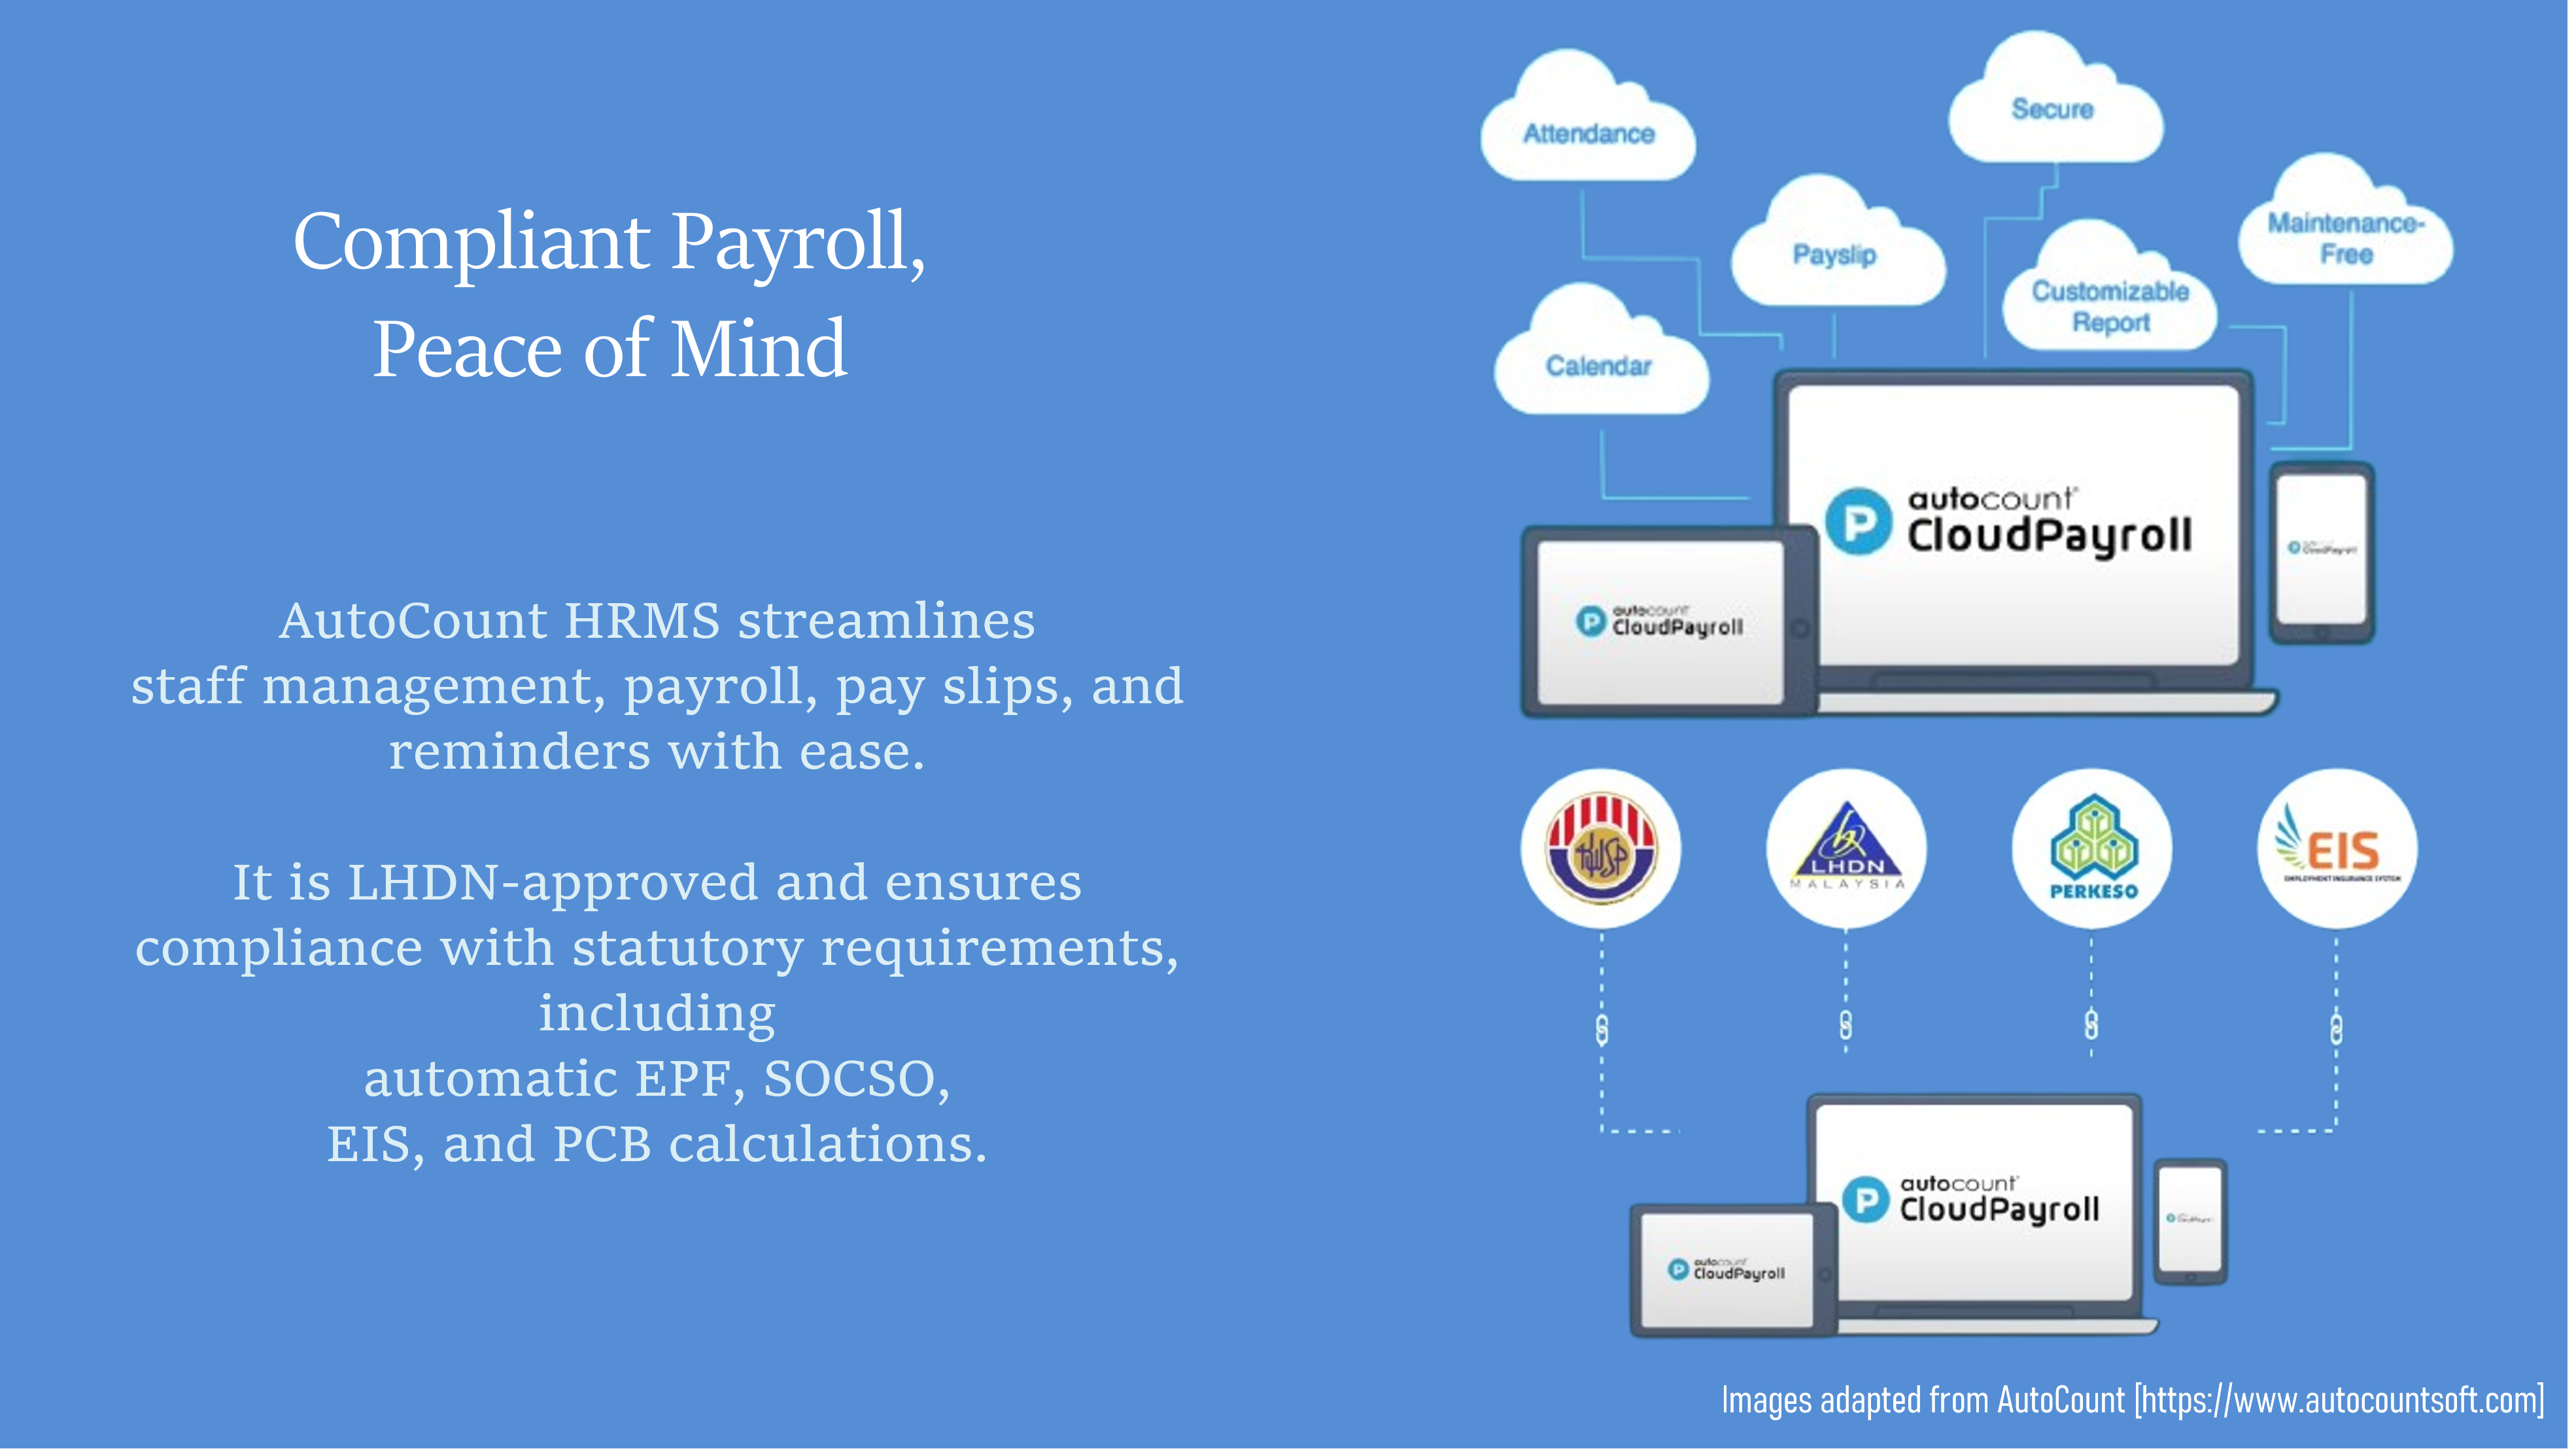 Compliant Payroll,
Peace of Mind
AutoCount HRMS streamlines
staff management, payroll, pay slips, and
reminders with ease.
It is LHDN-approved and ensures
compliance with statutory requirements,
including
automatic EPF, SOCSO,
EIS, and PCB calculations.
Attendance
Secure
Payslip
Maintenance-
Free
Customizable
Report
Calendar
autocount
CloudPayroll
autocount
CloudPayroll
CloudPayroll
KWSP
LHDN
MALAYSIA
PERKESO
EIS
EMPLOYMENT INSURANCE SYSTEM
autocount
CloudPayroll
autocount
CloudPayroll
Images adapted from AutoCount [https://www.autocountsoft.com]